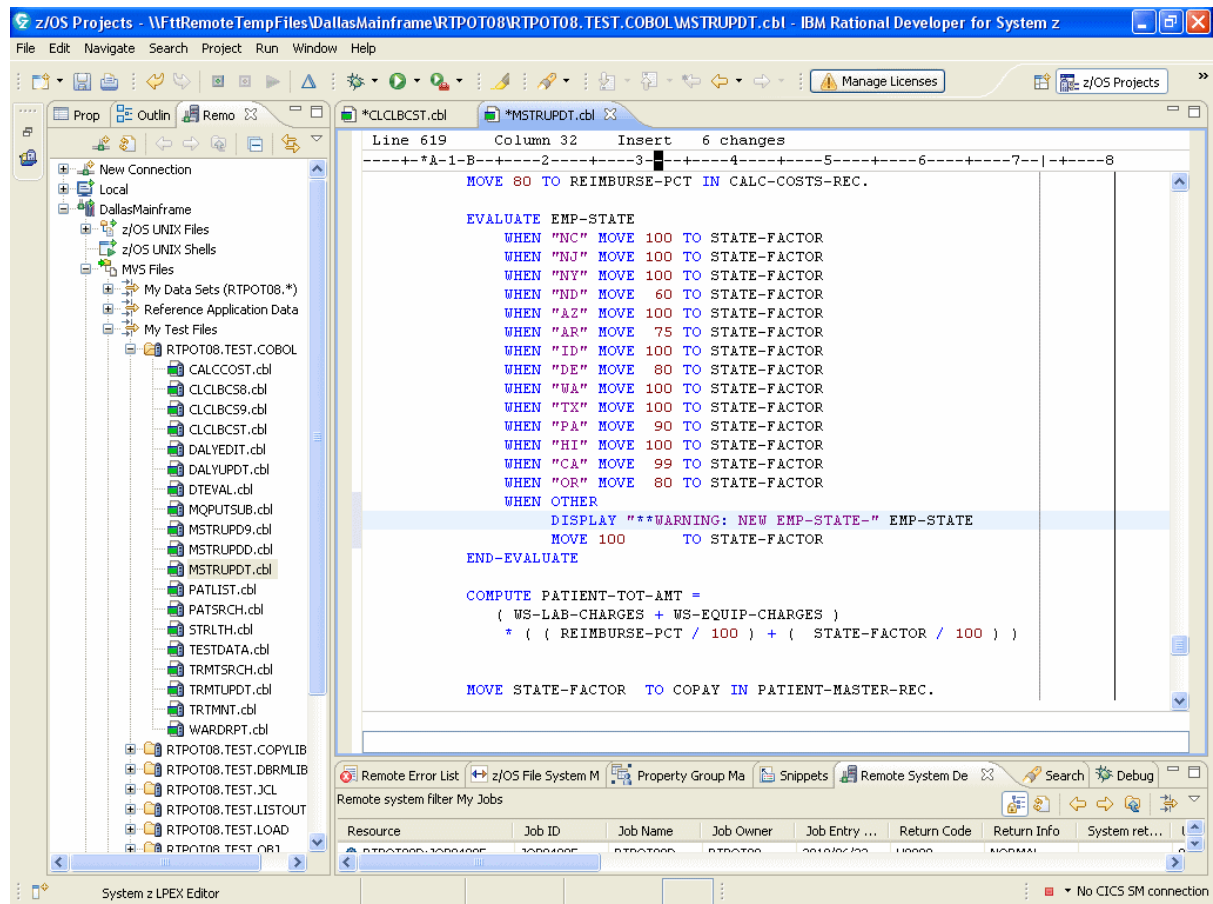 z/OS Projects - \\FttRemoteTempFiles\DallasMainframe\RTPOT08\RTPOT08.TEST.COBOL\MSTRUPDT.cbl - IBM Rational Developer for System z
File Edit Navigate Search Project Run Window Help
Manage Licenses
z/OS Projects
»
Prop
Outlin
Remo
New Connection
Local
DallasMainframe
z/OS UNIX Files
z/OS UNIX Shells
MVS Files
My Data Sets (RTPOT08.*)
Reference Application Data
My Test Files
RTPOT08.TEST.COBOL
CALCCOST.cbl
CLCLBCS8.cbl
CLCLBCS9.cbl
CLCLBCST.cbl
DALYEDIT.cbl
DALYUPDT.cbl
DTEVAL.cbl
MQPUTSUB.cbl
MSTRUPD9.cbl
MSTRUPDD.cbl
MSTRUPDT.cbl
PATLIST.cbl
PATSRCH.cbl
STRLTH.cbl
TESTDATA.cbl
TRMTSRCH.cbl
TRMTUPDT.cbl
TRTMNT.cbl
WARDRPT.cbl
RTPOT08.TEST.COPYLIB
RTPOT08.TEST.DBRMLIB
RTPOT08.TEST.JCL
RTPOT08.TEST.LISTOUT
RTPOT08.TEST.LOAD
RTPOT08.TEST.OBJ
*CLCLBCST.cbl
*MSTRUPDT.cbl
Line 619 Column 32 Insert 6 changes
----+-*A-1-B--+----2----+----3- --+----4----+----5----+----6----+----7--|-+----8
MOVE 80 TO REIMBURSE-PCT IN CALC-COSTS-REC.
EVALUATE EMP-STATE
WHEN "NC" MOVE 100 TO STATE-FACTOR
WHEN "NJ" MOVE 100 TO STATE-FACTOR
WHEN "NY" MOVE 100 TO STATE-FACTOR
WHEN "ND" MOVE 60 TO STATE-FACTOR
WHEN "AZ" MOVE 100 TO STATE-FACTOR
WHEN "AR" MOVE 75 TO STATE-FACTOR
WHEN "ID" MOVE 100 TO STATE-FACTOR
WHEN "DE" MOVE 80 TO STATE-FACTOR
WHEN "WA" MOVE 100 TO STATE-FACTOR
WHEN "TX" MOVE 100 TO STATE-FACTOR
WHEN "PA" MOVE 90 TO STATE-FACTOR
WHEN "HI" MOVE 100 TO STATE-FACTOR
WHEN "CA" MOVE 99 TO STATE-FACTOR
WHEN "OR" MOVE 80 TO STATE-FACTOR
WHEN OTHER
DISPLAY "**WARNING: NEW EMP-STATE-" EMP-STATE
MOVE 100 TO STATE-FACTOR
END-EVALUATE
COMPUTE PATIENT-TOT-AMT =
( WS-LAB-CHARGES + WS-EQUIP-CHARGES )
* ( ( REIMBURSE-PCT / 100 ) + ( STATE-FACTOR / 100 ) )
MOVE STATE-FACTOR TO COPAY IN PATIENT-MASTER-REC.
Remote Error List
z/OS File System M
Property Group Ma
Snippets
Remote System De
Search
Debug
Remote system filter My Jobs
Resource Job ID Job Name Job Owner Job Entry ... Return Code Return Info System ret...
System z LPEX Editor
No CICS SM connection